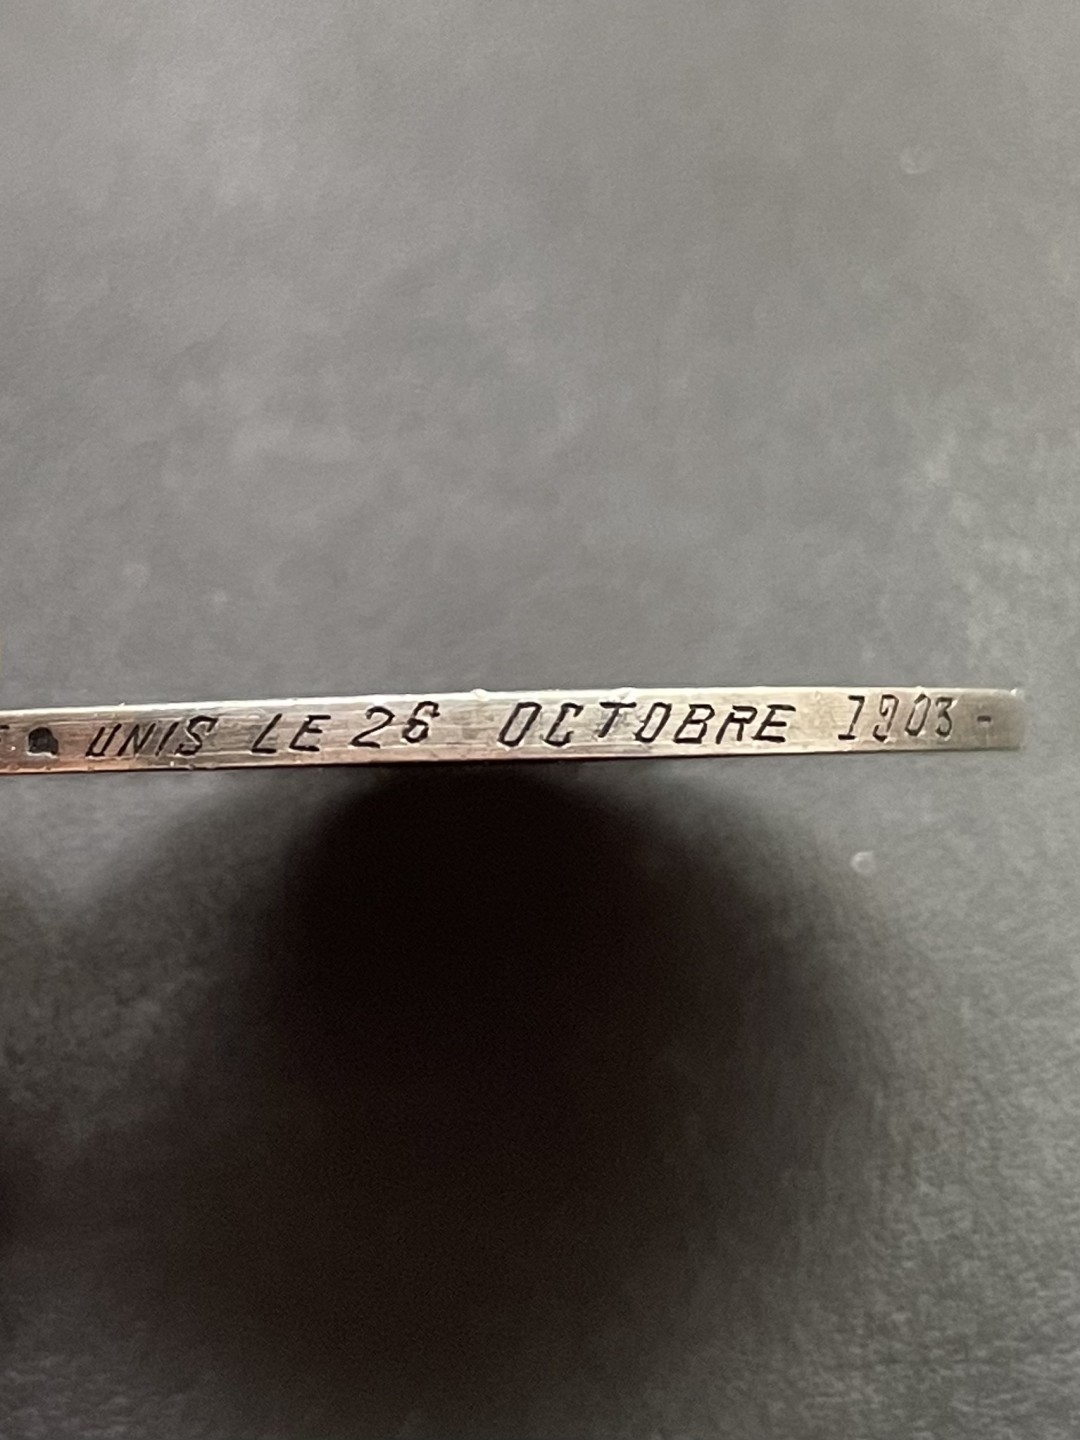 UNIS LE 26 OCTOBRE 1903 -